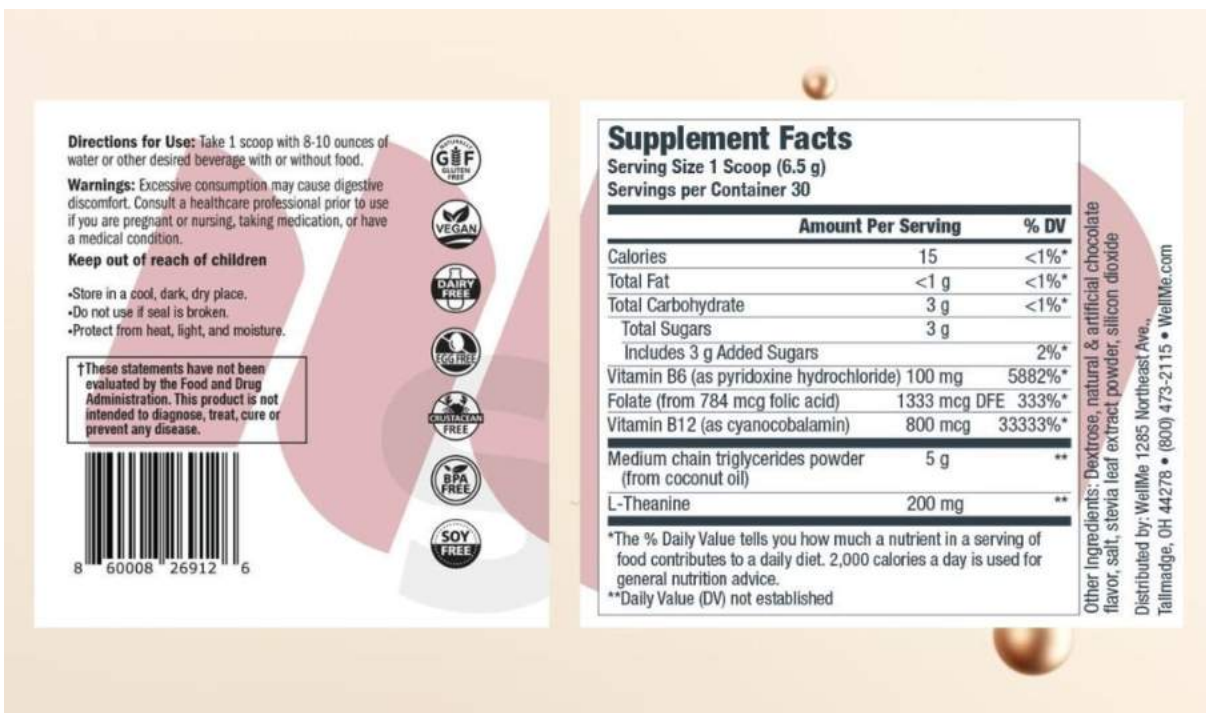 Directions for Use: Take 1 scoop with 8-10 ounces of
water or other desired beverage with or without food.
Warnings: Excessive consumption may cause digestive
discomfort. Consult a healthcare professional prior to use
if you are pregnant or nursing, taking medication, or have
a medical condition.
Keep out of reach of children
•Store in a cool, dark, dry place.
•Do not use if seal is broken.
•Protect from heat, light, and moisture.
†These statements have not been
evaluated by the Food and Drug
Administration. This product is not
intended to diagnose, treat, cure or
prevent any disease.
8 60008 26912 6
NATURALLY
GF
GLUTEN
FREE
VEGAN
DAIRY
FREE
EGG FREE
CRUSTACEAN
FREE
BPA
FREE
SOY
FREE
Supplement Facts
Serving Size 1 Scoop (6.5 g)
Servings per Container 30
Amount Per Serving % DV
Calories 15 <1%*
Total Fat <1 g <1%*
Total Carbohydrate 3 g <1%*
Total Sugars 3 g
Includes 3 g Added Sugars 2%*
Vitamin B6 (as pyridoxine hydrochloride) 100 mg 5882%*
Folate (from 784 mcg folic acid) 1333 mcg DFE 333%*
Vitamin B12 (as cyanocobalamin) 800 mcg 33333%*
Medium chain triglycerides powder 5 g **
(from coconut oil)
L-Theanine 200 mg **
*The % Daily Value tells you how much a nutrient in a serving of
food contributes to a daily diet. 2,000 calories a day is used for
general nutrition advice.
**Daily Value (DV) not established
Other Ingredients: Dextrose, natural & artificial chocolate
flavor, salt, stevia leaf extract powder, silicon dioxide
Distributed by: WellMe 1285 Northeast Ave.,
Tallmadge, OH 44278 • (800) 473-2115 • WellMe.com